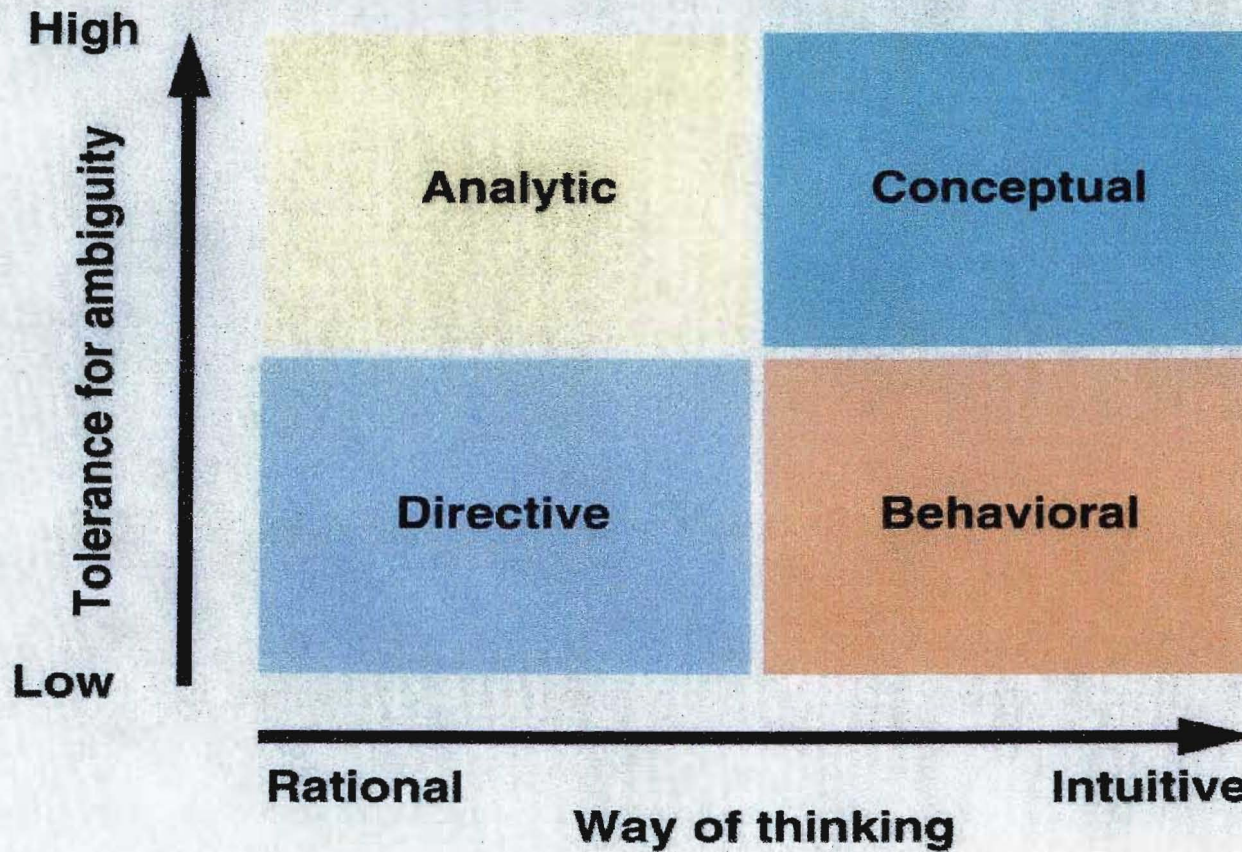 High
Tolerance for ambiguity
Analytic
Conceptual
Directive
Behavioral
Low
Rational
Intuitive
Way of thinking